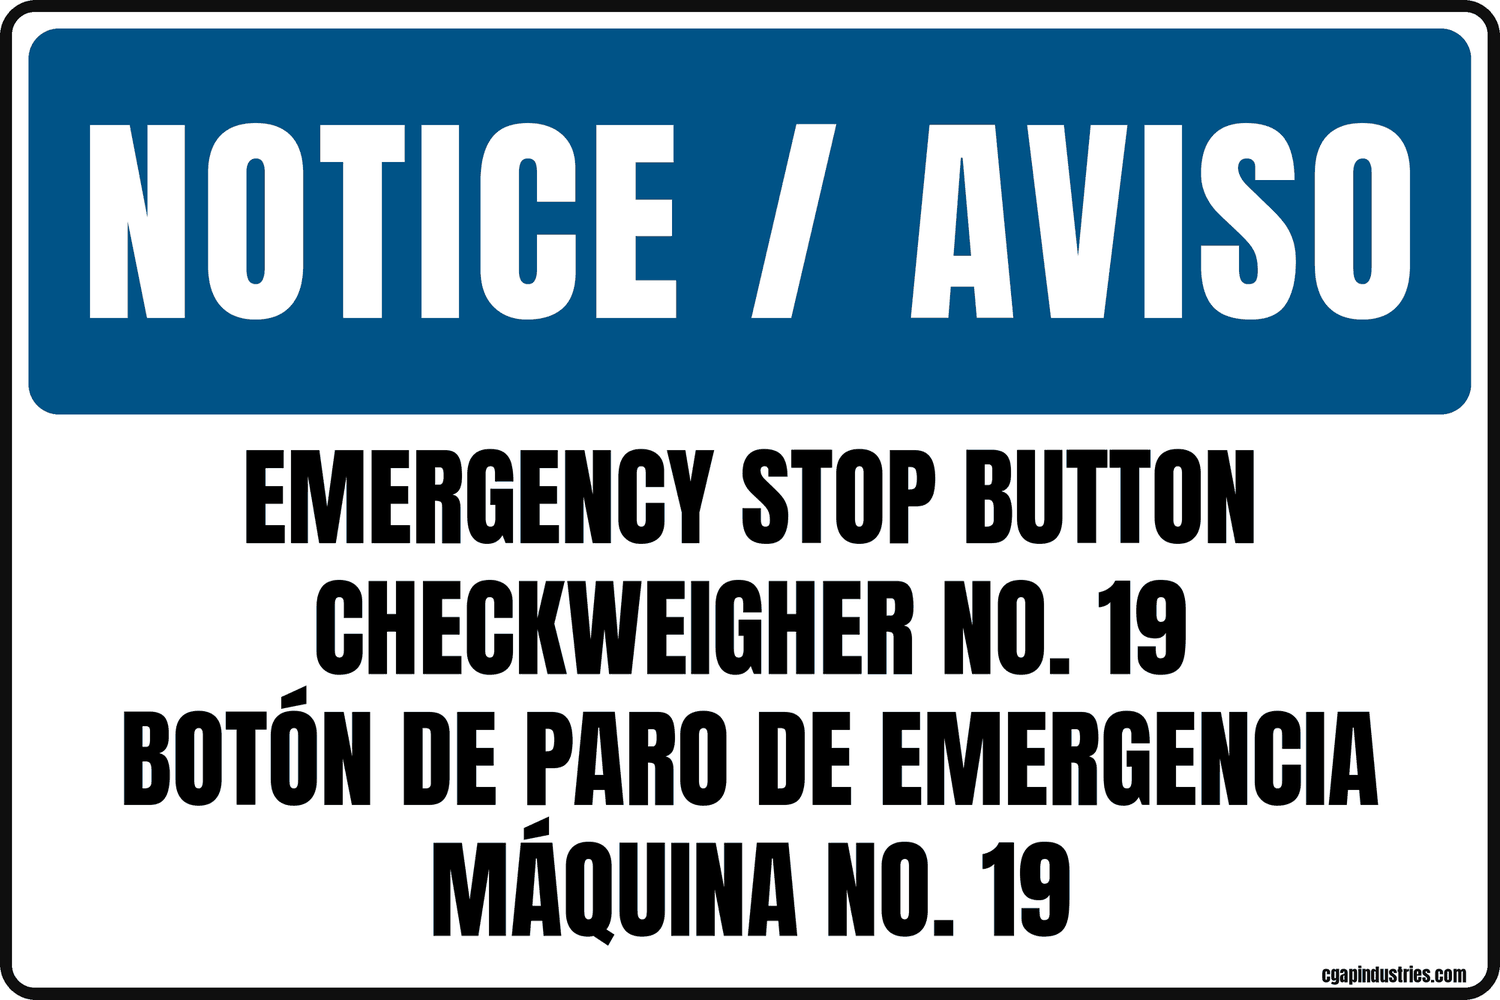 NOTICE / AVISO
EMERGENCY STOP BUTTON
CHECKWEIGHER NO. 19
BOTÓN DE PARO DE EMERGENCIA
MÁQUINA NO. 19
cgapindustries.com